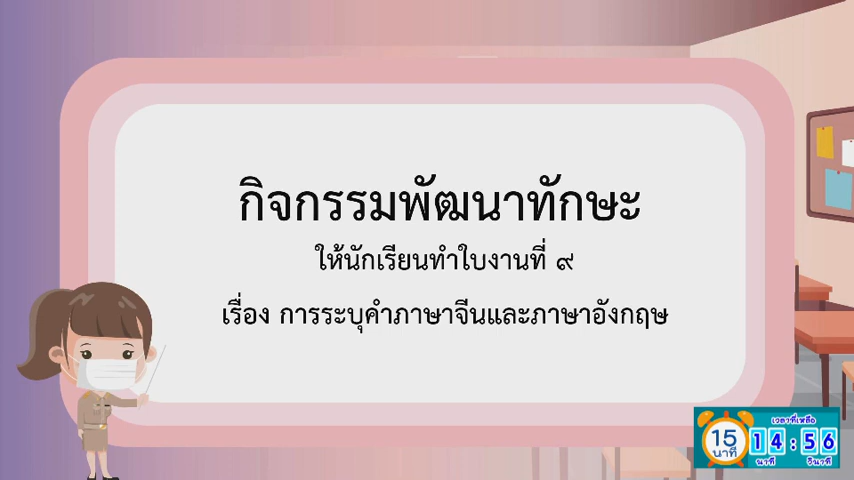 กิจกรรมพัฒนาทักษะ
ให้นักเรียนทำใบงานที่ ๙
เรื่อง การระบุคำภาษาจีนและภาษาอังกฤษ
เวลาที่เหลือ
15
นาที
14:56
นาที วินาที